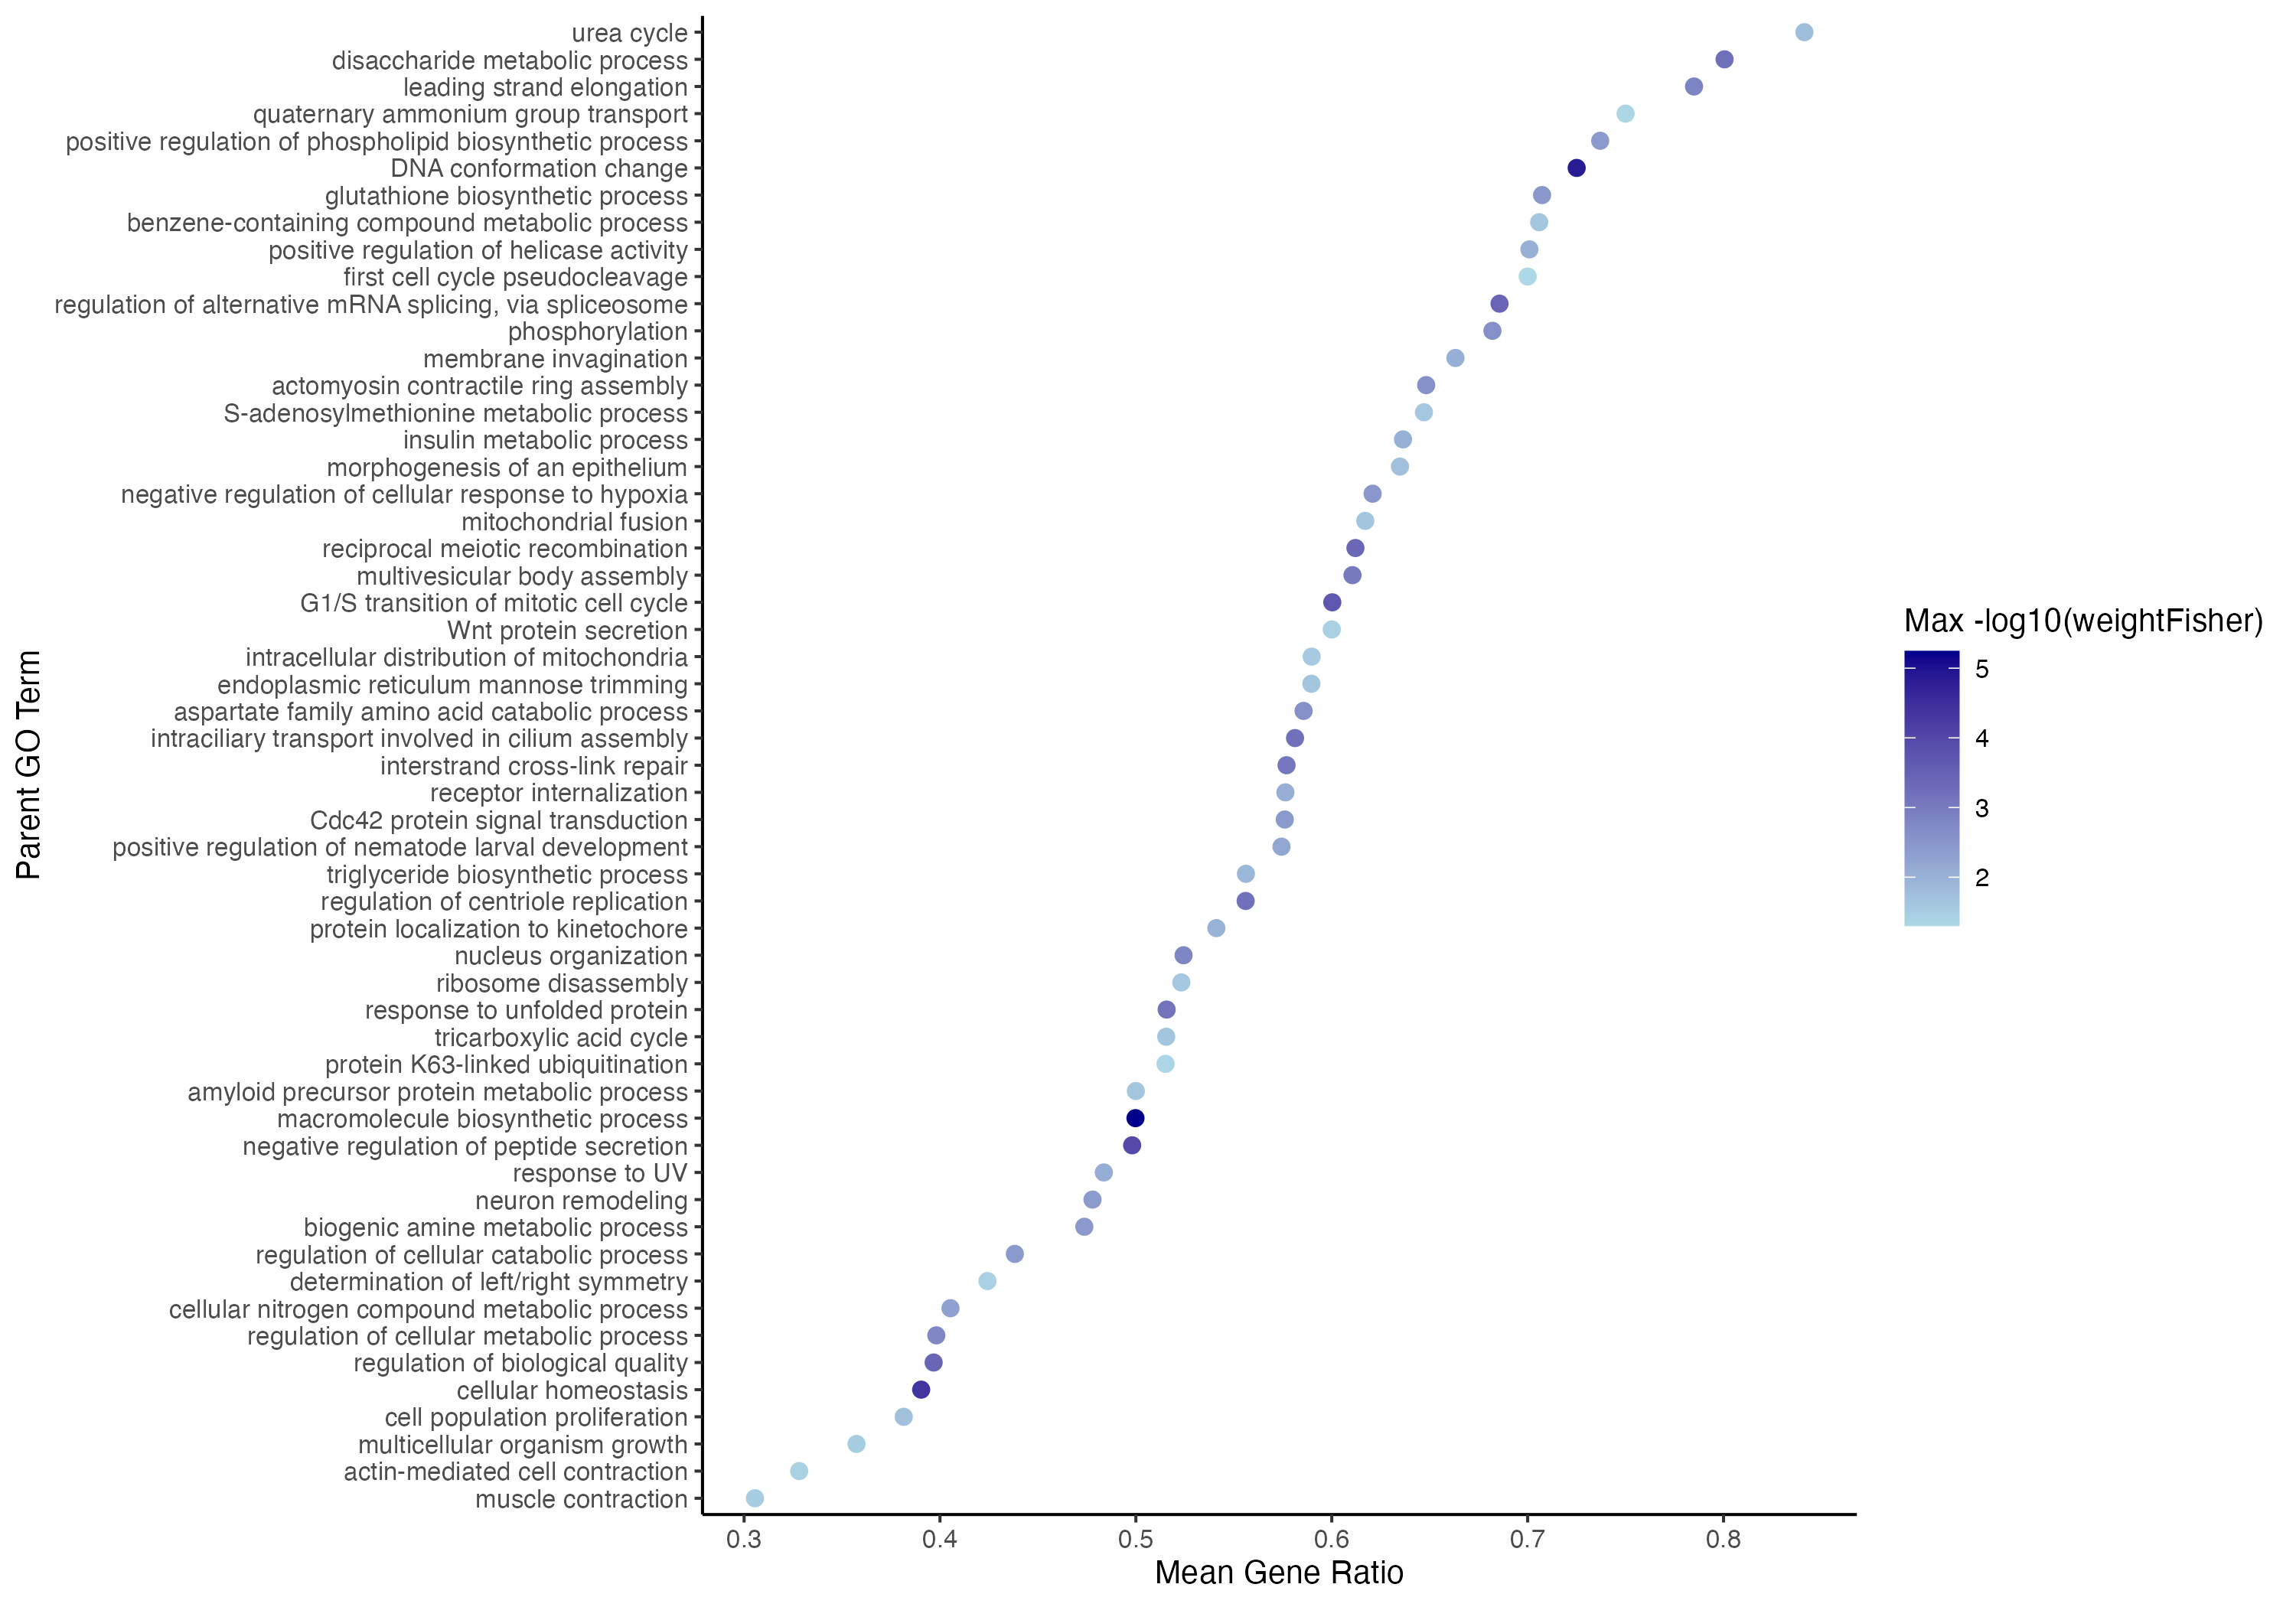 urea cycle
disaccharide metabolic process
leading strand elongation
quaternary ammonium group transport
positive regulation of phospholipid biosynthetic process
DNA conformation change
glutathione biosynthetic process
benzene-containing compound metabolic process
positive regulation of helicase activity
first cell cycle pseudocleavage
regulation of alternative mRNA splicing, via spliceosome
phosphorylation
membrane invagination
actomyosin contractile ring assembly
S-adenosylmethionine metabolic process
insulin metabolic process
morphogenesis of an epithelium
negative regulation of cellular response to hypoxia
mitochondrial fusion
reciprocal meiotic recombination
multivesicular body assembly
G1/S transition of mitotic cell cycle
Wnt protein secretion
intracellular distribution of mitochondria
endoplasmic reticulum mannose trimming
aspartate family amino acid catabolic process
intraciliary transport involved in cilium assembly
interstrand cross-link repair
receptor internalization
Cdc42 protein signal transduction
positive regulation of nematode larval development
triglyceride biosynthetic process
regulation of centriole replication
protein localization to kinetochore
nucleus organization
ribosome disassembly
response to unfolded protein
tricarboxylic acid cycle
protein K63-linked ubiquitination
amyloid precursor protein metabolic process
macromolecule biosynthetic process
negative regulation of peptide secretion
response to UV
neuron remodeling
biogenic amine metabolic process
regulation of cellular catabolic process
determination of left/right symmetry
cellular nitrogen compound metabolic process
regulation of cellular metabolic process
regulation of biological quality
cellular homeostasis
cell population proliferation
multicellular organism growth
actin-mediated cell contraction
muscle contraction
Parent GO Term
0.3 0.4 0.5 0.6 0.7 0.8
Mean Gene Ratio
Max -log10(weightFisher)
5
4
3
2